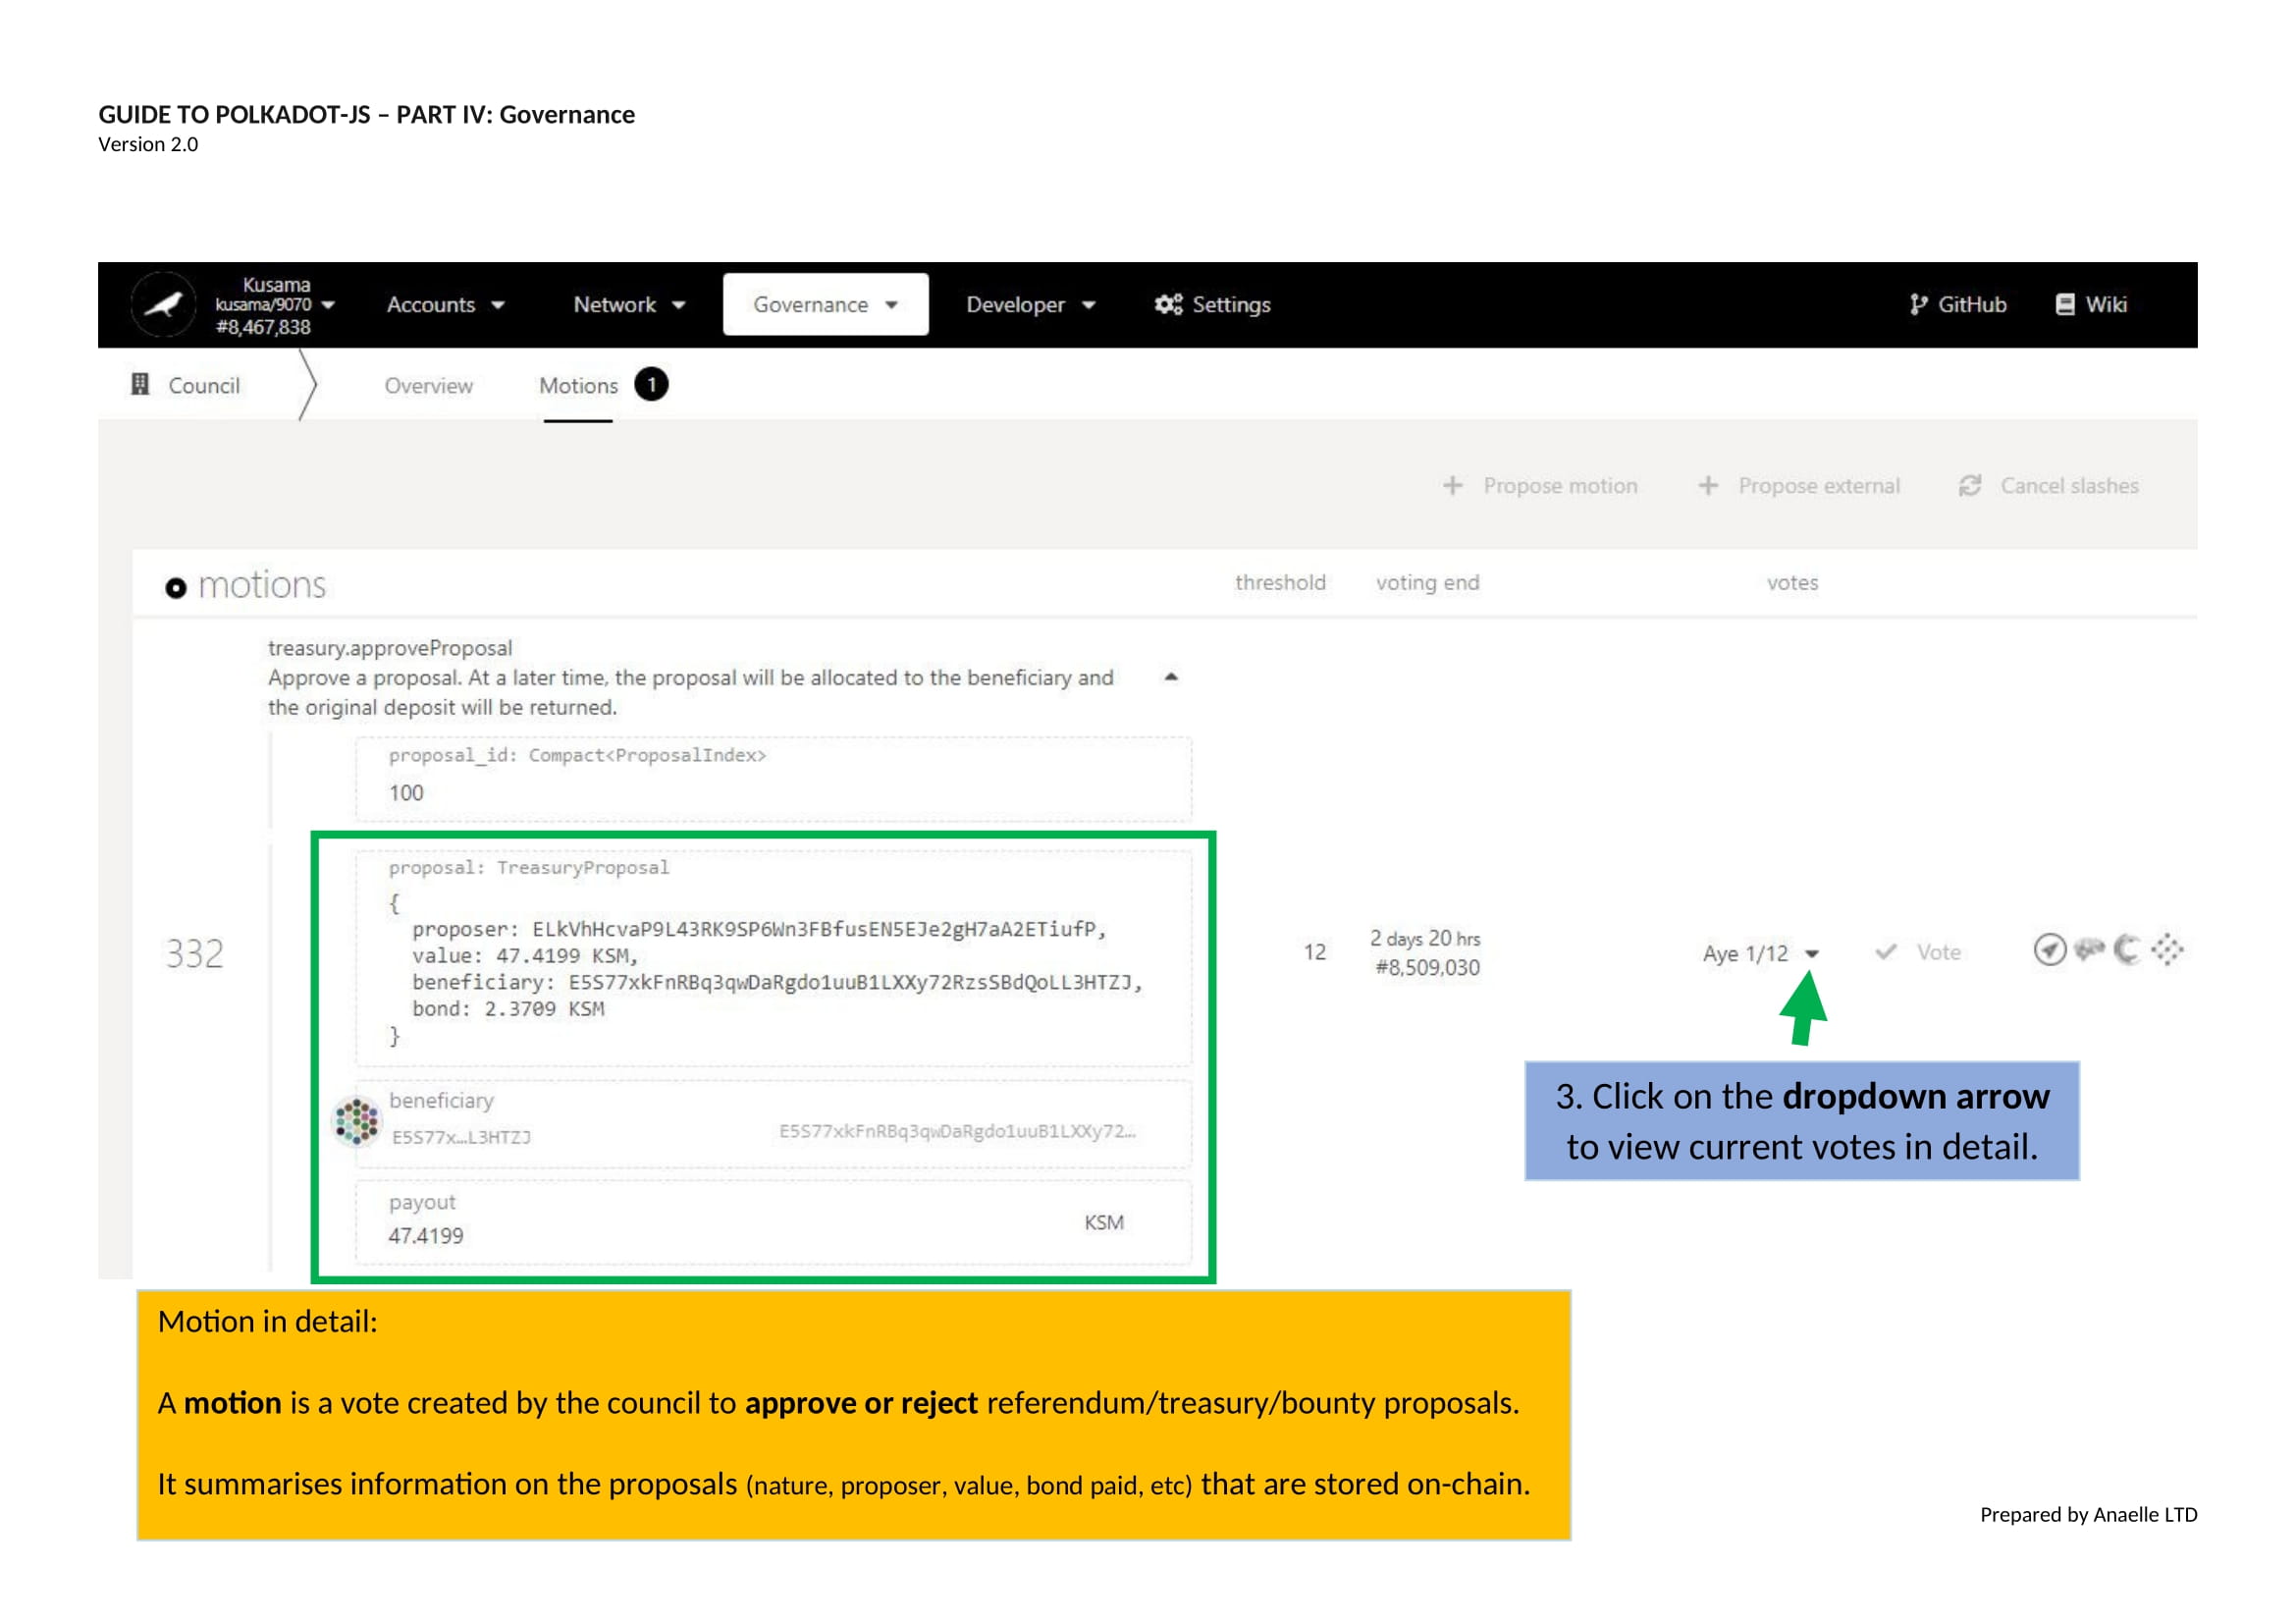 GUIDE TO POLKADOT-JS – PART IV: Governance
Version 2.0
Kusama
kusama/9070
#8,467,838
Accounts
Network
Governance
Developer
Settings
GitHub
Wiki
Council
Overview
Motions 1
Propose motion
Propose external
Cancel slashes
motions
threshold
voting end
votes
treasury.approveProposal
Approve a proposal. At a later time, the proposal will be allocated to the beneficiary and
the original deposit will be returned.
proposal_id: Compact<ProposalIndex>
100
332
proposal: TreasuryProposal
{
proposer: ELkVhHcvaP9L43RK9SP6Wn3FBfusEN5EJe2gH7aA2ETiufP,
value: 47.4199 KSM,
beneficiary: E5S77xkFnRBq3qwDaRgdo1uuB1LXXy72RzsSBdQoLL3HTZJ,
bond: 2.3709 KSM
}
12
2 days 20 hrs
#8,509,030
Aye 1/12
Vote
beneficiary
E5S77x...L3HTZJ
E5S77xkFnRBq3qwDaRgdo1uuB1LXXy72...
payout
47.4199
KSM
3. Click on the dropdown arrow
to view current votes in detail.
Motion in detail:
A motion is a vote created by the council to approve or reject referendum/treasury/bounty proposals.
It summarises information on the proposals (nature, proposer, value, bond paid, etc) that are stored on-chain.
Prepared by Anaelle LTD